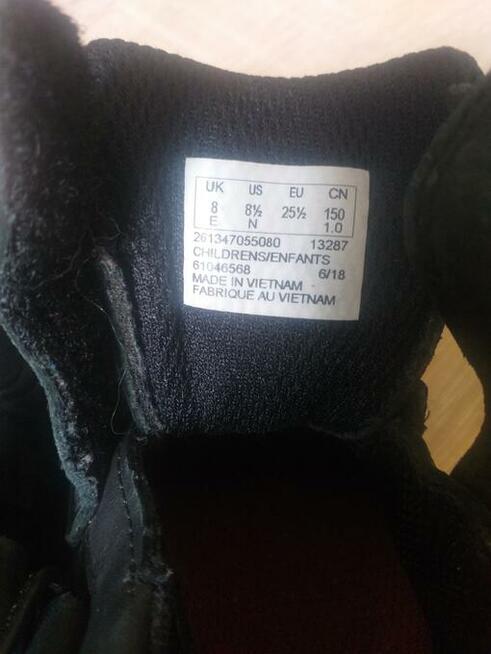 UK US EU CN
8 8½ 25½ 150
E N 1.0
261347055080 13287
CHILDRENS/ENFANTS
61046568 6/18
MADE IN VIETNAM
FABRIQUE AU VIETNAM